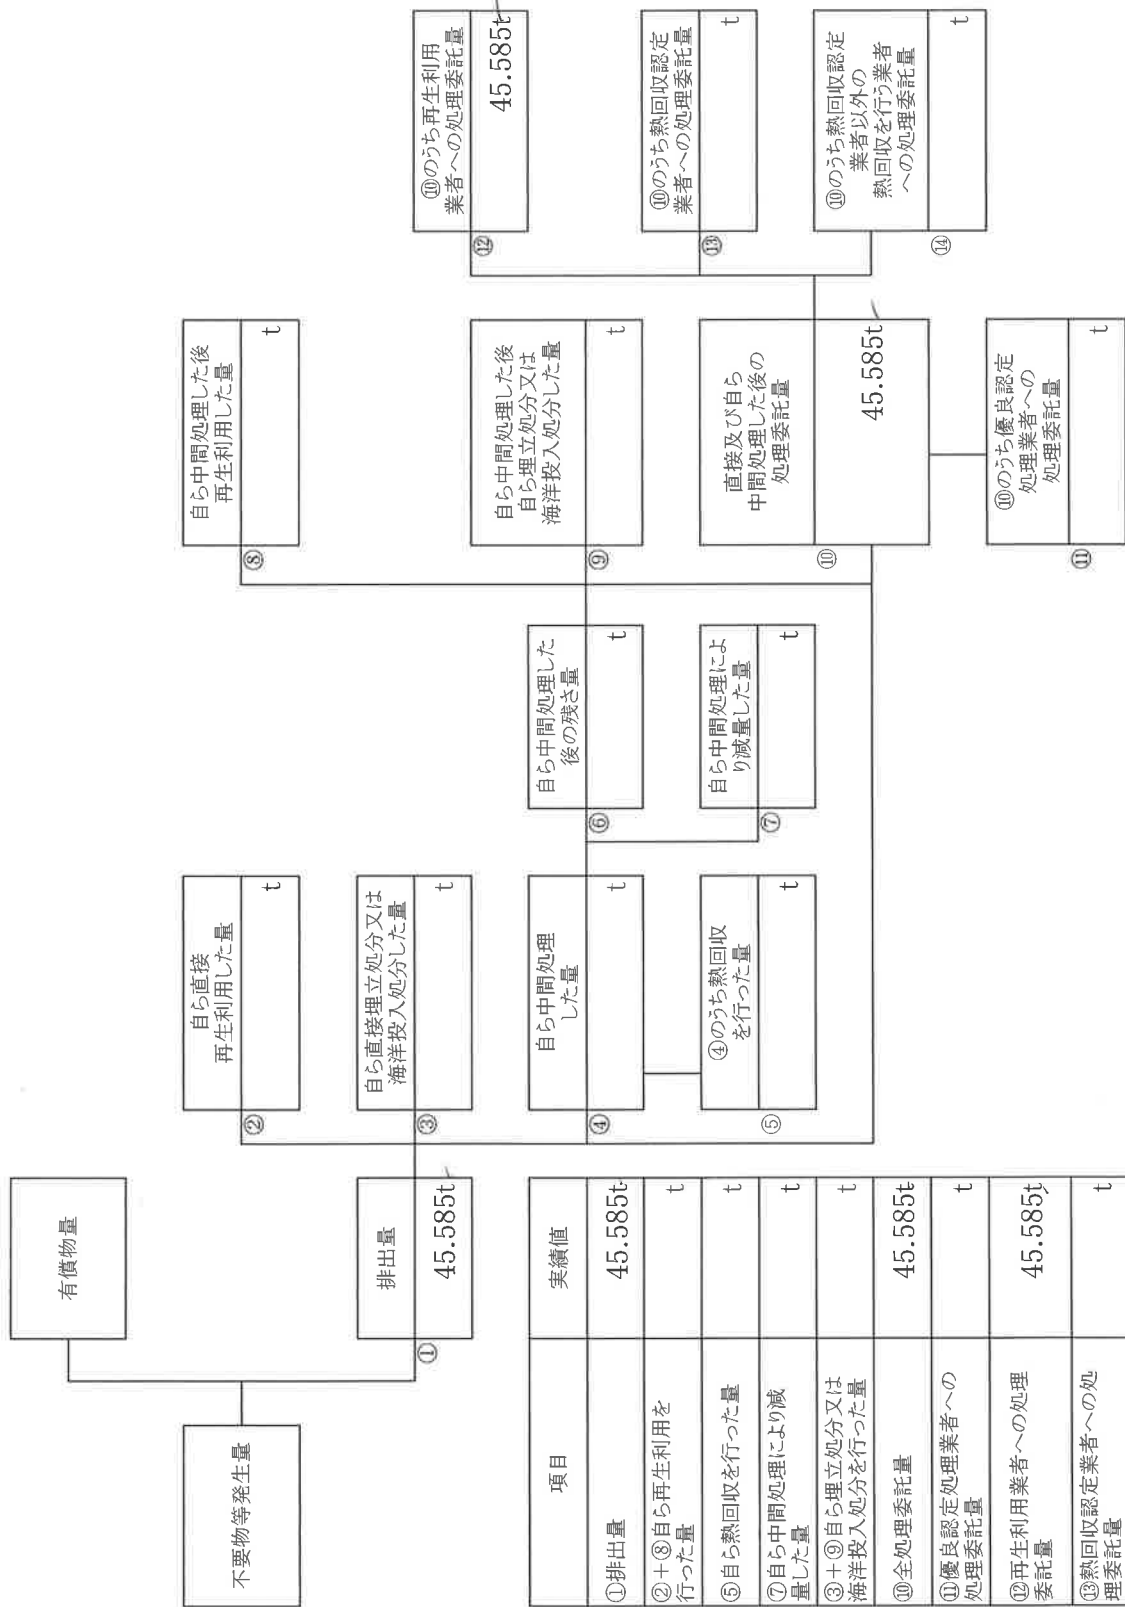 不要物等発生量
有償物量
①
排出量
45.585t
②
自ら直接
再生利用した量
t
③
自ら直接埋立処分又は
海洋投入処分した量
t
④
自ら中間処理
した量
t
⑤
④のうち熱回収
を行った量
t
⑥
自ら中間処理した
後の残さ量
t
⑦
自ら中間処理によ
り減量した量
t
⑧
自ら中間処理した後
再生利用した量
t
⑨
自ら中間処理した後
自ら埋立処分又は
海洋投入処分した量
t
⑩
直接及び自ら
中間処理した後の
処理委託量
45.585t
⑪
⑩のうち優良認定
処理業者への
処理委託量
t
⑫
⑩のうち再生利用
業者への処理委託量
45.585t
⑬
⑩のうち熱回収認定
業者への処理委託量
t
⑭
⑩のうち熱回収認定
業者以外の
熱回収を行う業者
への処理委託量
t
項目
実績値
①排出量
45.585t
②+⑧自ら再生利用を
行った量
t
⑤自ら熱回収を行った量
t
⑦自ら中間処理により減
量した量
t
③+⑨自ら埋立処分又は
海洋投入処分を行った量
t
⑩全処理委託量
45.585t
⑪優良認定処理業者への
処理委託量
t
⑫再生利用業者への処理
委託量
45.585t
⑬熱回収認定業者への処
理委託量
t